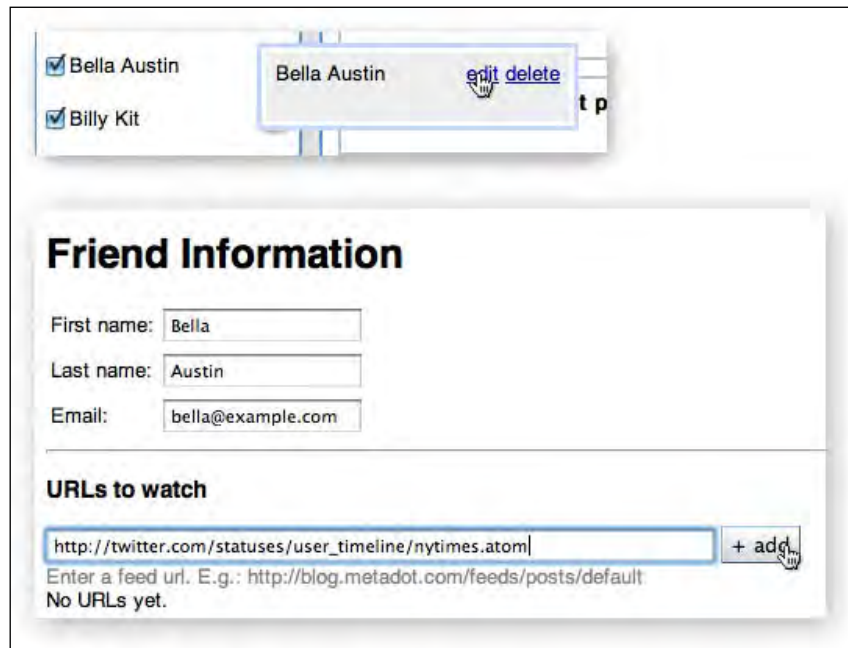 Bella Austin
Billy Kit
Bella Austin edit delete
t p
Friend Information
First name: Bella
Last name: Austin
Email: bella@example.com
URLs to watch
http://twitter.com/statuses/user_timeline/nytimes.atom + add
Enter a feed url. E.g.: http://blog.metadot.com/feeds/posts/default
No URLs yet.